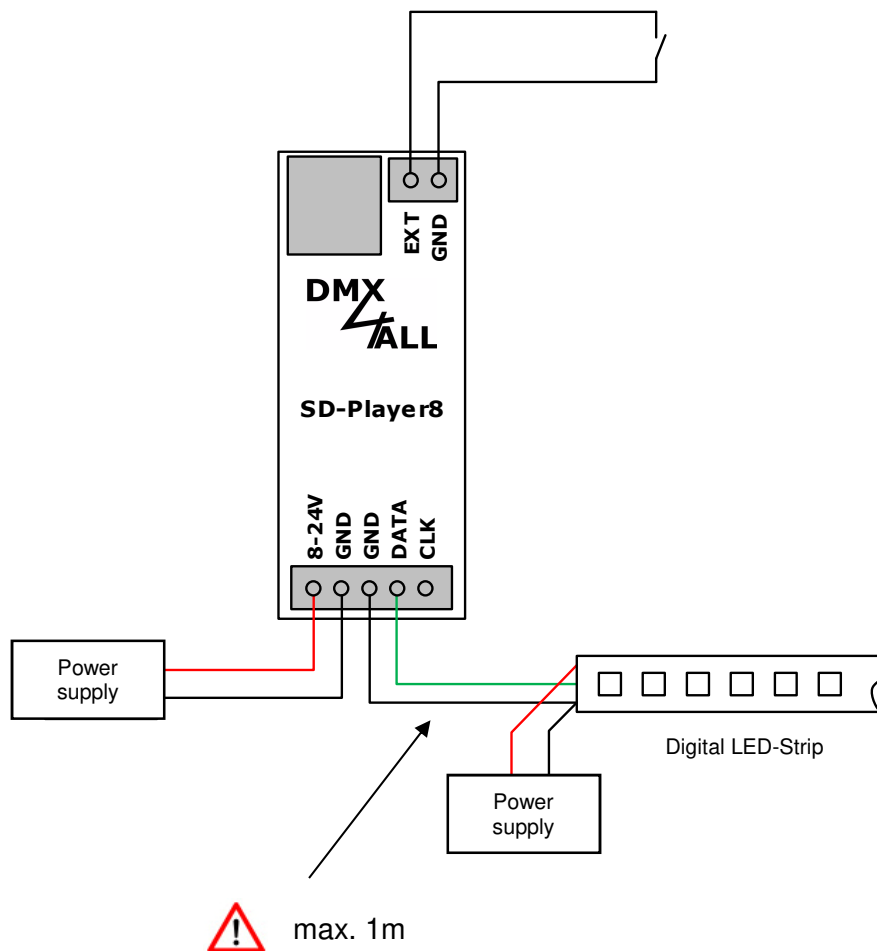 EXT
GND
DMX
4
ALL
SD-Player8
8-24V
GND
GND
DATA
CLK
Power
supply
Digital LED-Strip
Power
supply
max. 1m